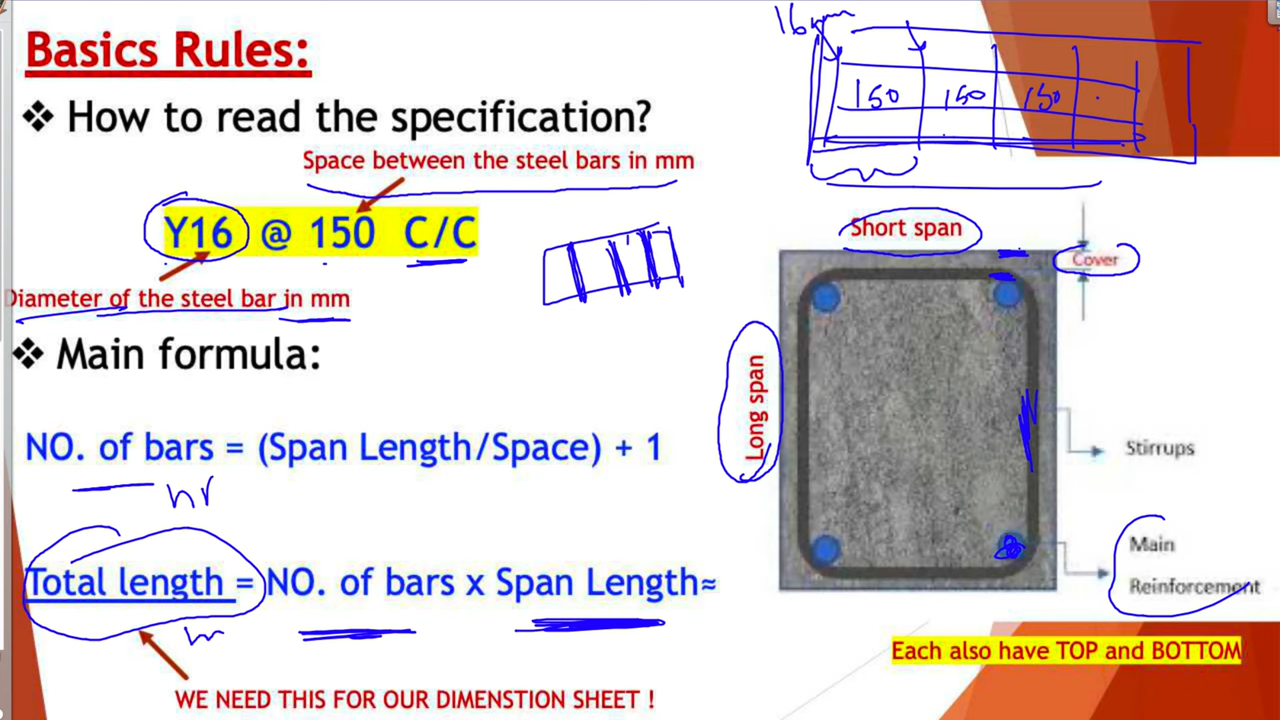 Basics Rules:
❖ How to read the specification?
Space between the steel bars in mm
Y16 @ 150 C/C
Diameter of the steel bar in mm
❖ Main formula:
NO. of bars = (Span Length/Space) + 1
nr
Total length = NO. of bars x Span Length≈
m
WE NEED THIS FOR OUR DIMENSTION SHEET !
16mm
150 150 150
Short span
Cover
Long span
Stirrups
Main
Reinforcement
Each also have TOP and BOTTOM